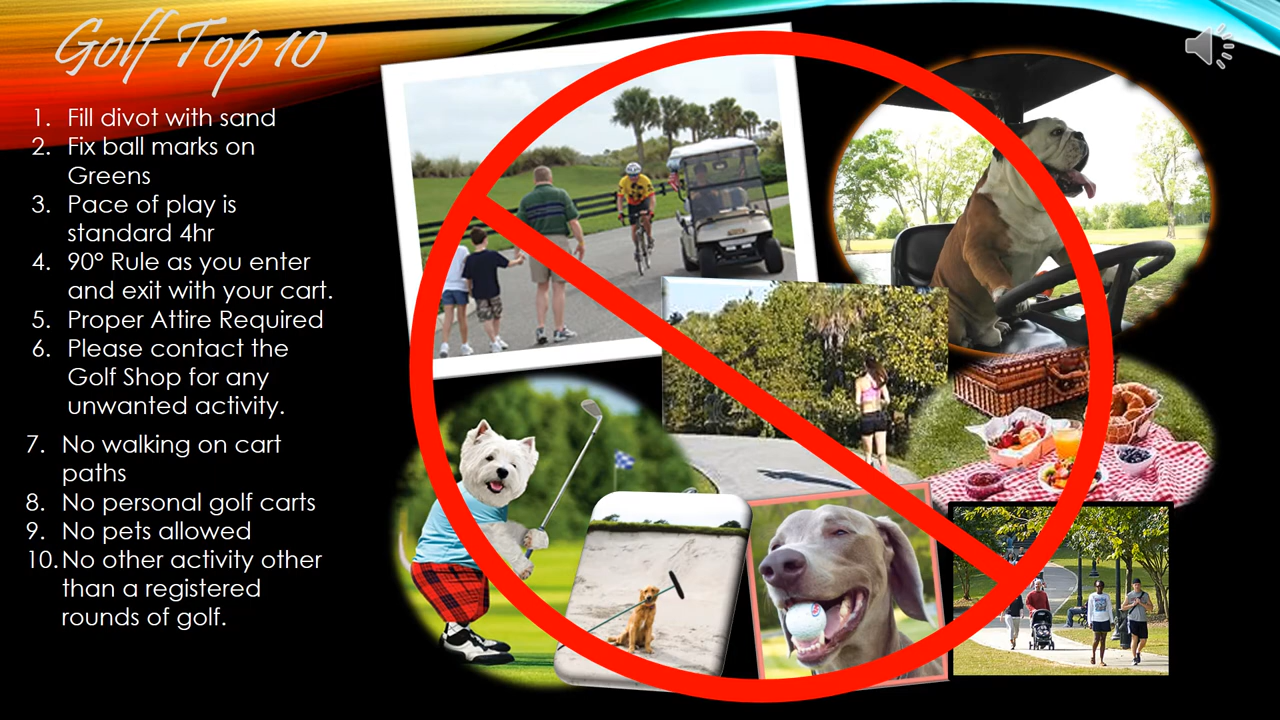 Golf Top 10
1. Fill divot with sand
2. Fix ball marks on
Greens
3. Pace of play is
standard 4hr
4. 90° Rule as you enter
and exit with your cart.
5. Proper Attire Required
6. Please contact the
Golf Shop for any
unwanted activity.
7. No walking on cart
paths
8. No personal golf carts
9. No pets allowed
10. No other activity other
than a registered
rounds of golf.